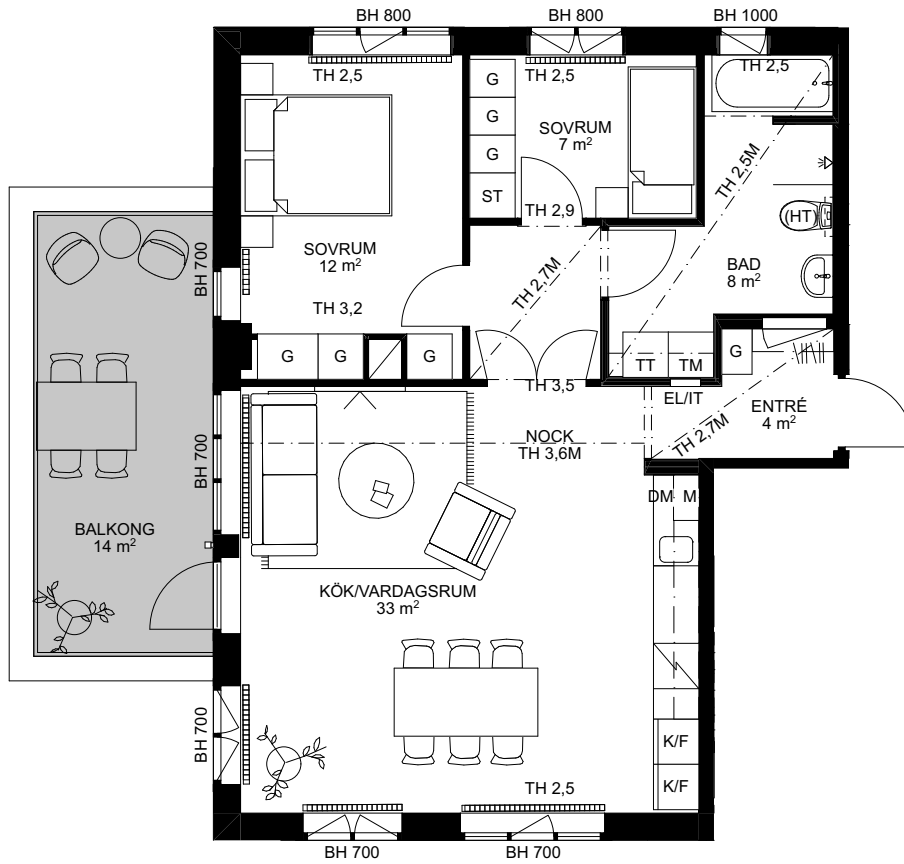 BH 800
BH 800
BH 1000
TH 2,5
TH 2,5
TH 2,5
G
G
G
ST
SOVRUM
7 m²
TH 2,5M
(HT)
TH 2,9
SOVRUM
12 m²
TH 3,2
TH 2,7M
BAD
8 m²
BH 700
G
G
G
TT
TM
G
EL/IT
ENTRÉ
4 m²
TH 2,7M
TH 3,5
NOCK
TH 3,6M
BH 700
DM
M
BALKONG
14 m²
KÖK/VARDAGSRUM
33 m²
BH 700
K/F
K/F
TH 2,5
BH 700
BH 700